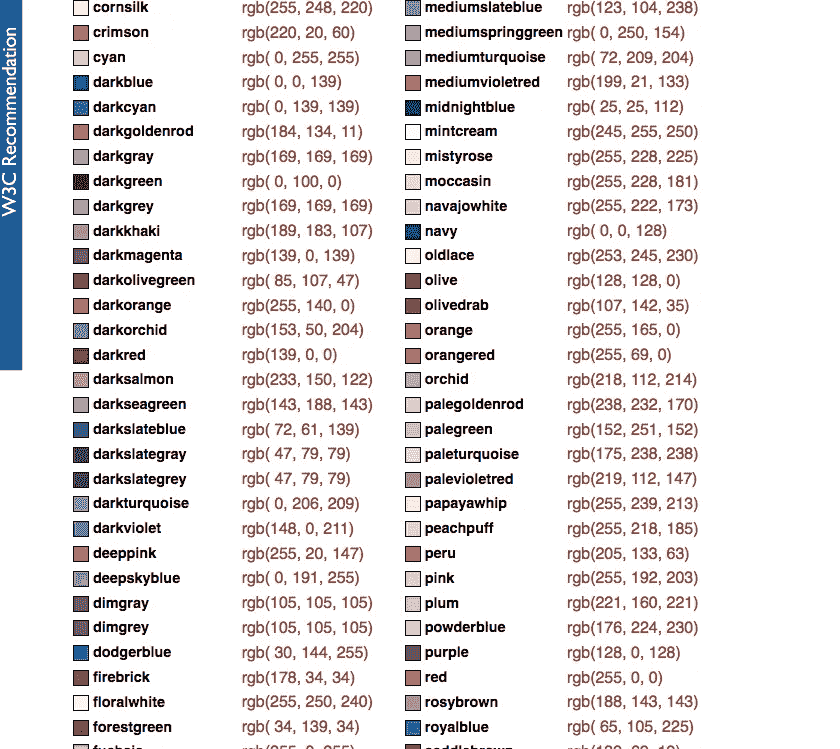 W3C Recommendation
cornsilk rgb(255, 248, 220) mediumslateblue rgb(123, 104, 238)
crimson rgb(220, 20, 60) mediumspringgreen rgb( 0, 250, 154)
cyan rgb( 0, 255, 255) mediumturquoise rgb( 72, 209, 204)
darkblue rgb( 0, 0, 139) mediumvioletred rgb(199, 21, 133)
darkcyan rgb( 0, 139, 139) midnightblue rgb( 25, 25, 112)
darkgoldenrod rgb(184, 134, 11) mintcream rgb(245, 255, 250)
darkgray rgb(169, 169, 169) mistyrose rgb(255, 228, 225)
darkgreen rgb( 0, 100, 0) moccasin rgb(255, 228, 181)
darkgrey rgb(169, 169, 169) navajowhite rgb(255, 222, 173)
darkkhaki rgb(189, 183, 107) navy rgb( 0, 0, 128)
darkmagenta rgb(139, 0, 139) oldlace rgb(253, 245, 230)
darkolivegreen rgb( 85, 107, 47) olive rgb(128, 128, 0)
darkorange rgb(255, 140, 0) olivedrab rgb(107, 142, 35)
darkorchid rgb(153, 50, 204) orange rgb(255, 165, 0)
darkred rgb(139, 0, 0) orangered rgb(255, 69, 0)
darksalmon rgb(233, 150, 122) orchid rgb(218, 112, 214)
darkseagreen rgb(143, 188, 143) palegoldenrod rgb(238, 232, 170)
darkslateblue rgb( 72, 61, 139) palegreen rgb(152, 251, 152)
darkslategray rgb( 47, 79, 79) paleturquoise rgb(175, 238, 238)
darkslategrey rgb( 47, 79, 79) palevioletred rgb(219, 112, 147)
darkturquoise rgb( 0, 206, 209) papayawhip rgb(255, 239, 213)
darkviolet rgb(148, 0, 211) peachpuff rgb(255, 218, 185)
deeppink rgb(255, 20, 147) peru rgb(205, 133, 63)
deepskyblue rgb( 0, 191, 255) pink rgb(255, 192, 203)
dimgray rgb(105, 105, 105) plum rgb(221, 160, 221)
dimgrey rgb(105, 105, 105) powderblue rgb(176, 224, 230)
dodgerblue rgb( 30, 144, 255) purple rgb(128, 0, 128)
firebrick rgb(178, 34, 34) red rgb(255, 0, 0)
floralwhite rgb(255, 250, 240) rosybrown rgb(188, 143, 143)
forestgreen rgb( 34, 139, 34) royalblue rgb( 65, 105, 225)